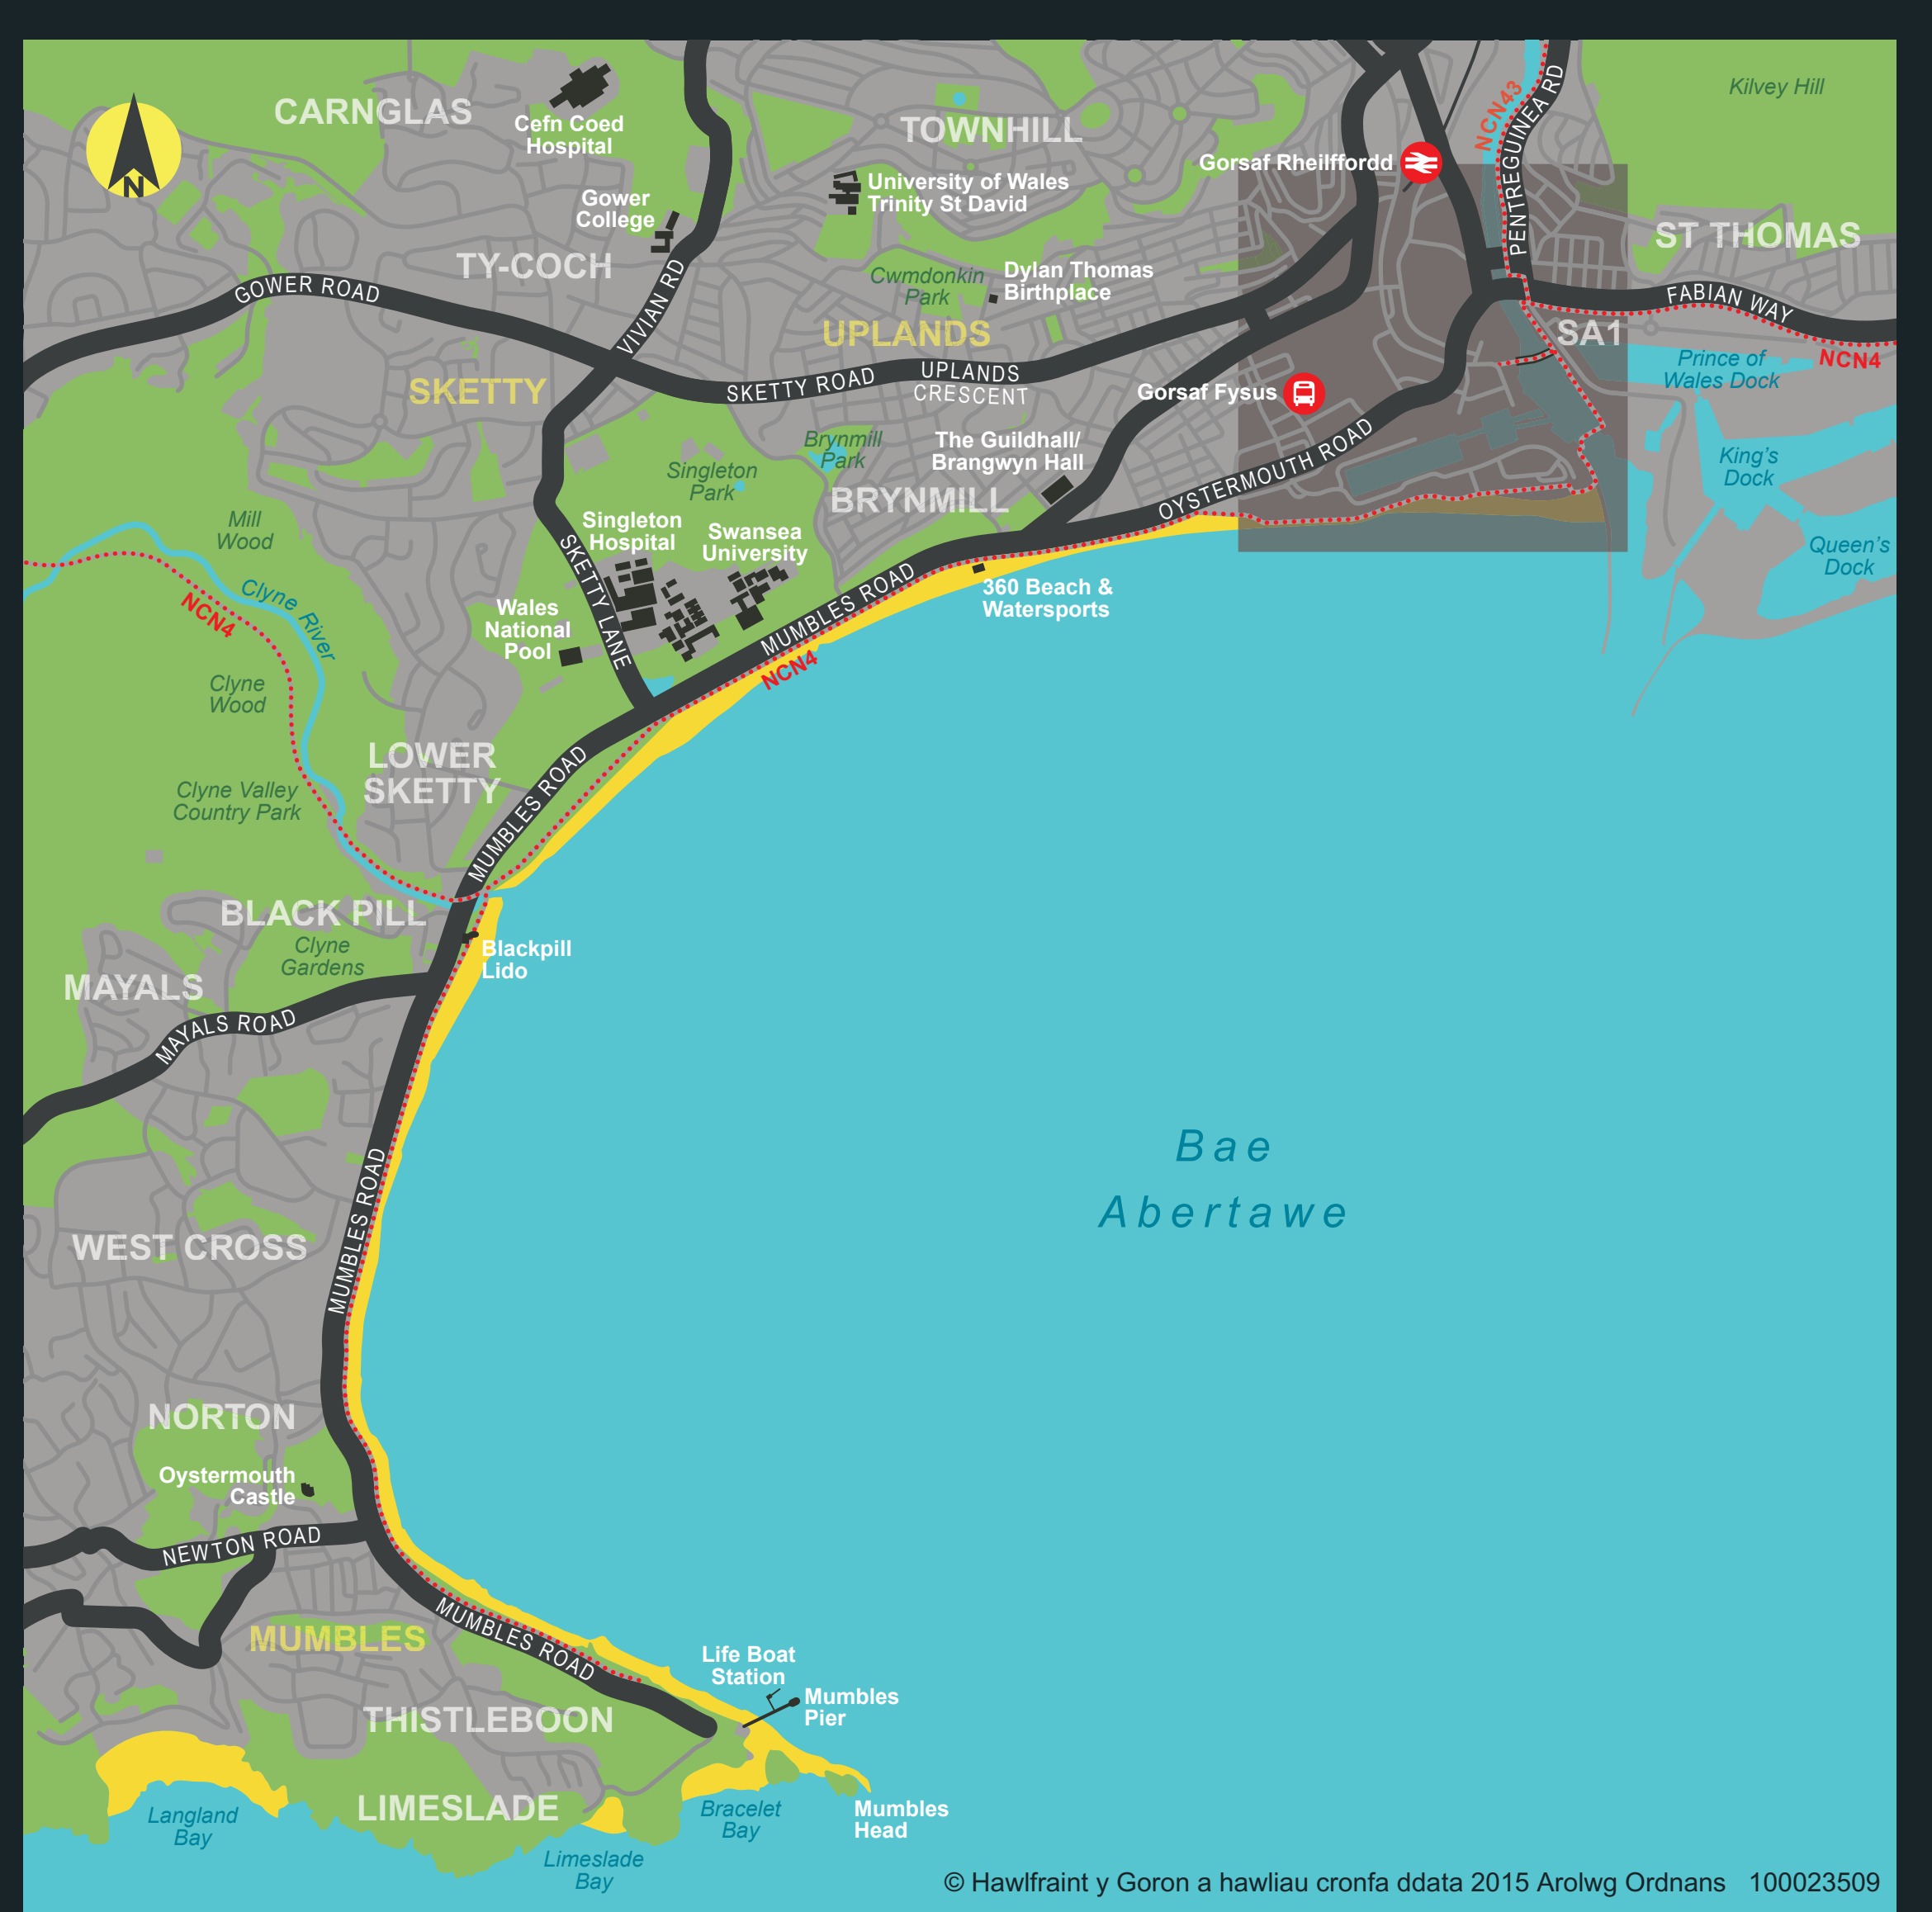 N
CARNGLAS
Cefn Coed
Hospital
Gower
College
TY-COCH
VIVIAN RD
GOWER ROAD
TOWNHILL
University of Wales
Trinity St David
Cwmdonkin
Park
Dylan Thomas
Birthplace
Gorsaf Rheilffordd
NCN43
PENTREGUINEA RD
Kilvey Hill
ST THOMAS
FABIAN WAY
SA1
NCN4
Prince of
Wales Dock
King's
Dock
Queen's
Dock
UPLANDS
SKETTY
SKETTY ROAD
UPLANDS
CRESCENT
Gorsaf Fysus
Brynmill
Park
The Guildhall/
Brangwyn Hall
OYSTERMOUTH ROAD
Singleton
Park
BRYNMILL
Mill
Wood
Singleton
Hospital
Swansea
University
SKETTY LANE
Wales
National
Pool
MUMBLES ROAD
360 Beach &
Watersports
NCN4
Clyne River
NCN4
Clyne
Wood
LOWER
SKETTY
MUMBLES ROAD
Clyne Valley
Country Park
BLACK PILL
Clyne
Gardens
Blackpill
Lido
MAYALS
MAYALS ROAD
Bae
Abertawe
MUMBLES ROAD
WEST CROSS
NORTON
Oystermouth
Castle
NEWTON ROAD
MUMBLES
MUMBLES ROAD
Life Boat
Station
Mumbles
Pier
THISTLEBOON
LIMESLADE
Langland
Bay
Bracelet
Bay
Mumbles
Head
Limeslade
Bay
© Hawlfraint y Goron a hawliau cronfa ddata 2015 Arolwg Ordnans 100023509